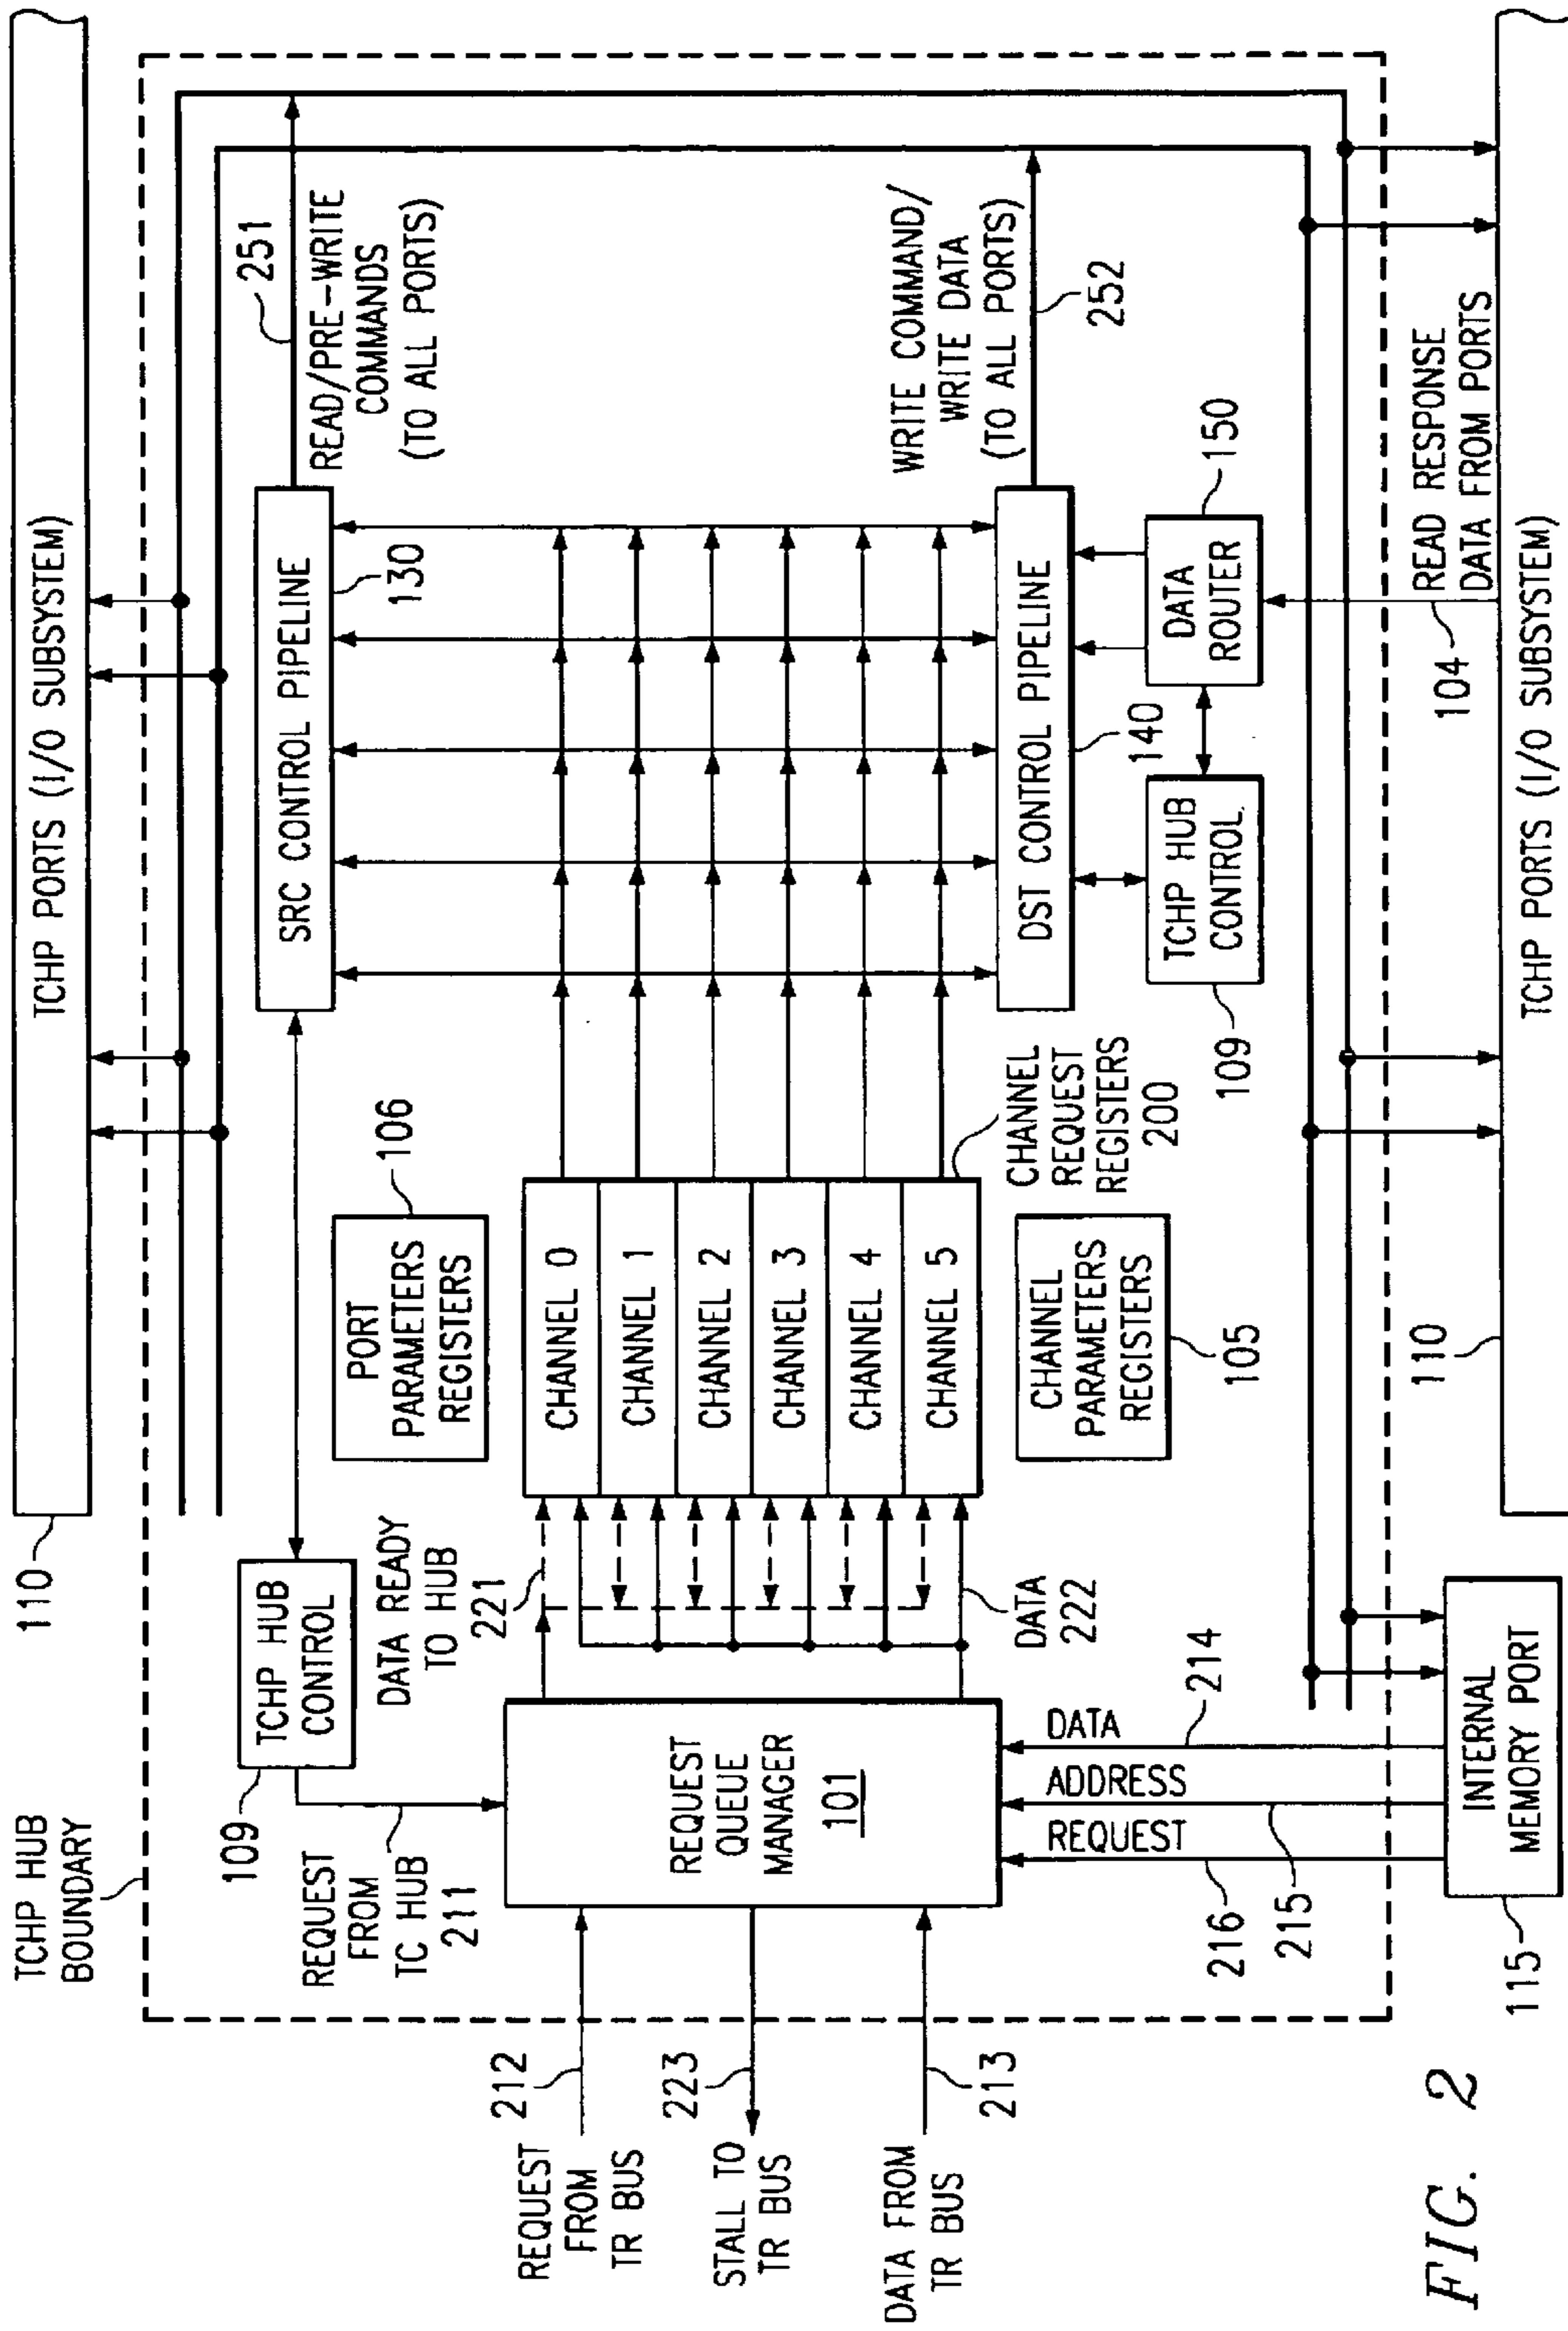 TCHP HUB
BOUNDARY
110
TCHP PORTS (I/O SUBSYSTEM)
109
TCHP HUB
CONTROL
REQUEST
FROM
TC HUB
211
DATA READY
TO HUB
221
PORT
PARAMETERS
REGISTERS
106
SRC CONTROL PIPELINE
130
251
READ/PRE-WRITE
COMMANDS
(TO ALL PORTS)
REQUEST
FROM
TR BUS
212
STALL TO
TR BUS
223
DATA FROM
TR BUS
213
REQUEST
QUEUE
MANAGER
101
CHANNEL 0
CHANNEL 1
CHANNEL 2
CHANNEL 3
CHANNEL 4
CHANNEL 5
DATA
222
CHANNEL
REQUEST
REGISTERS
200
CHANNEL
PARAMETERS
REGISTERS
105
DST CONTROL PIPELINE
140
WRITE COMMAND/
WRITE DATA
(TO ALL PORTS)
252
TCHP HUB
CONTROL
109
DATA
ROUTER
150
DATA
214
ADDRESS
215
REQUEST
216
INTERNAL
MEMORY PORT
115
104
READ RESPONSE
DATA FROM PORTS
110
TCHP PORTS (I/O SUBSYSTEM)
FIG. 2